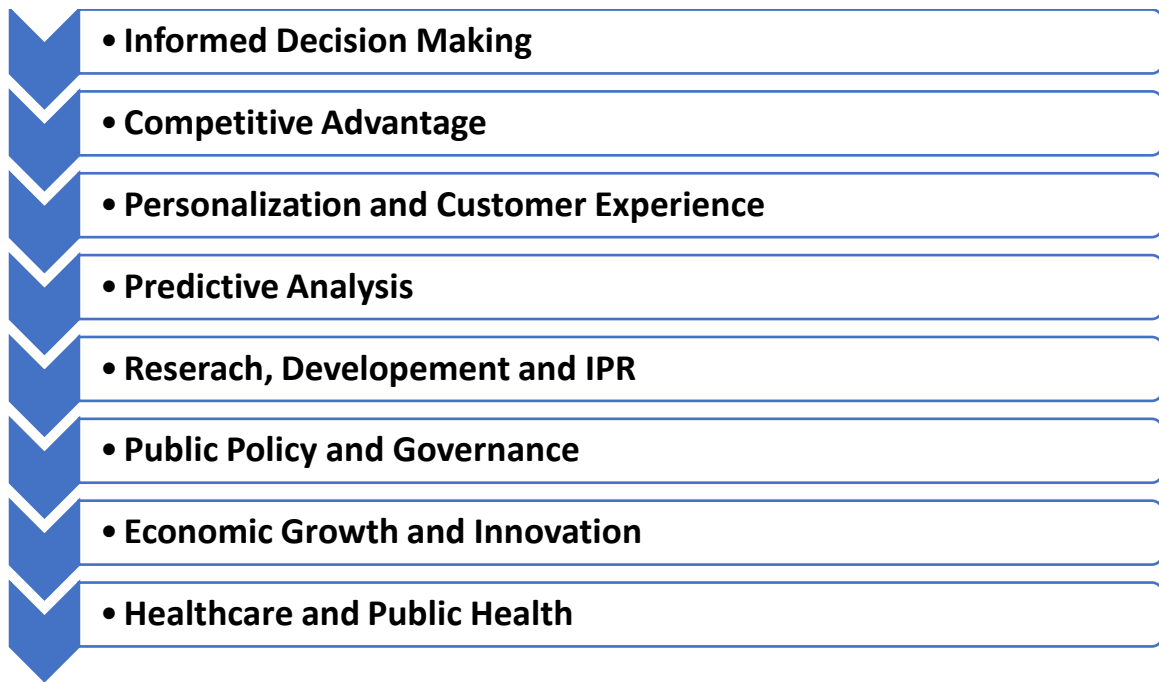 • Informed Decision Making
• Competitive Advantage
• Personalization and Customer Experience
• Predictive Analysis
• Reserach, Developement and IPR
• Public Policy and Governance
• Economic Growth and Innovation
• Healthcare and Public Health